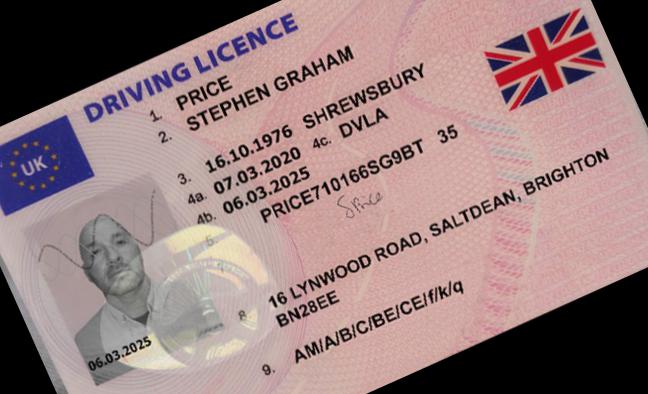 DRIVING LICENCE
UK
1. PRICE
2. STEPHEN GRAHAM
3. 16.10.1976 SHREWSBURY
4a. 07.03.2020 4c. DVLA
4b. 06.03.2025
5. PRICE710166SG9BT 35
8. 16 LYNWOOD ROAD, SALTDEAN, BRIGHTON
BN28EE
06.03.2025
9. AM/A/B/C/BE/CE/f/k/q